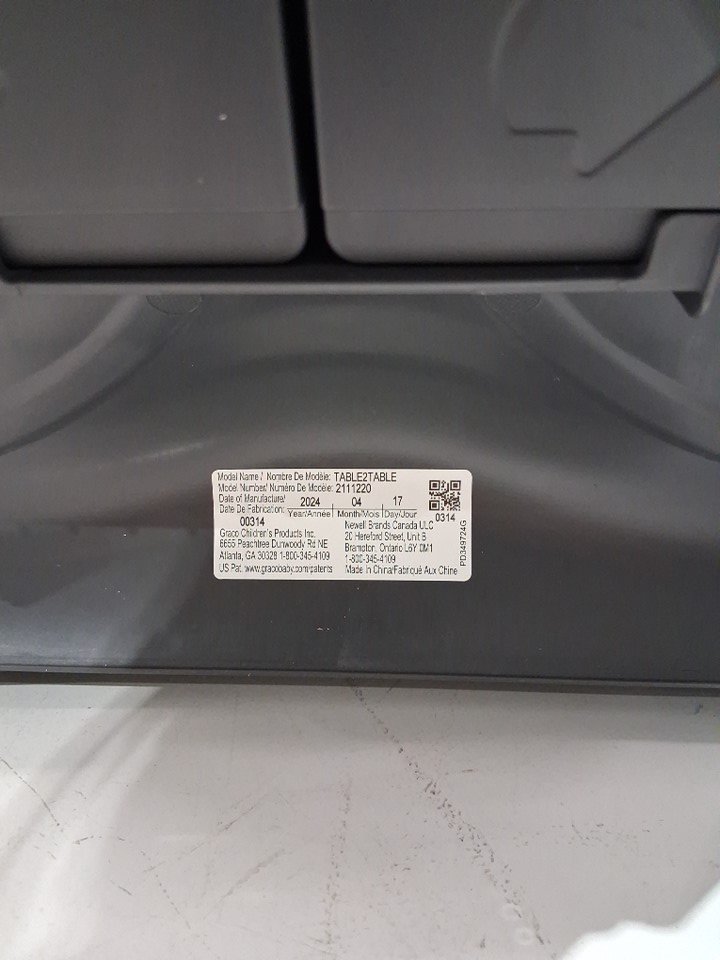 Model Name / Nombre De Modèle: TABLE2TABLE
Model Number/ Numéro De Modèle: 2111220
Date of Manufacture/
Date De Fabrication: 2024 04 17
Year/Année Month/Mois Day/Jour
00314
0314
Graco Children's Products Inc.
6655 Peachtree Dunwoody Rd NE
Atlanta, GA 30328 1-800-345-4109
US Pat. www.gracobaby.com/patents
Newell Brands Canada ULC
20 Hereford Street, Unit B
Brampton, Ontario L6Y 0M1
1-800-345-4109
Made In China/Fabriqué Aux Chine
PD349724G